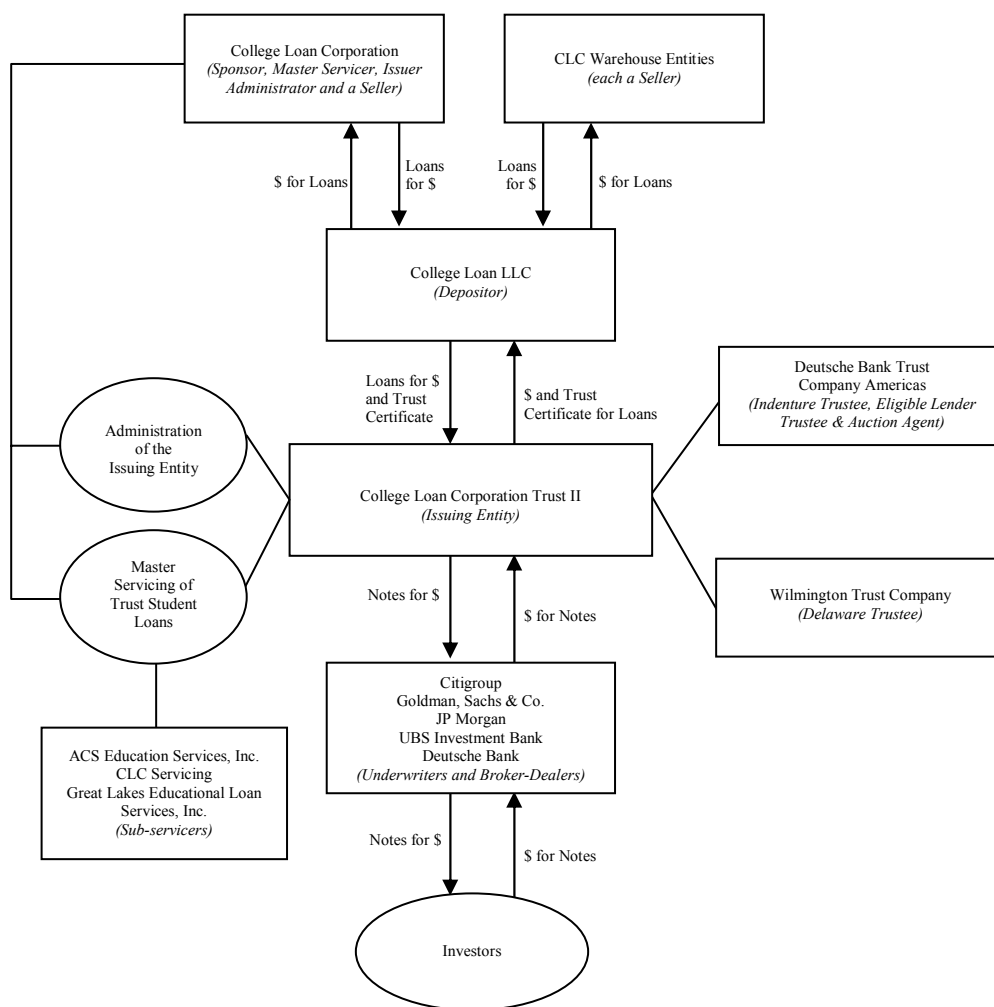 College Loan Corporation
(Sponsor, Master Servicer, Issuer
Administrator and a Seller)
CLC Warehouse Entities
(each a Seller)
$ for Loans
Loans
for $
Loans
for $
$ for Loans
College Loan LLC
(Depositor)
Loans for $
and Trust
Certificate
$ and Trust
Certificate for Loans
Deutsche Bank Trust
Company Americas
(Indenture Trustee, Eligible Lender
Trustee & Auction Agent)
Administration
of the
Issuing Entity
College Loan Corporation Trust II
(Issuing Entity)
Master
Servicing of
Trust Student
Loans
Notes for $
$ for Notes
Wilmington Trust Company
(Delaware Trustee)
Citigroup
Goldman, Sachs & Co.
JP Morgan
UBS Investment Bank
Deutsche Bank
(Underwriters and Broker-Dealers)
ACS Education Services, Inc.
CLC Servicing
Great Lakes Educational Loan
Services, Inc.
(Sub-servicers)
Notes for $
$ for Notes
Investors